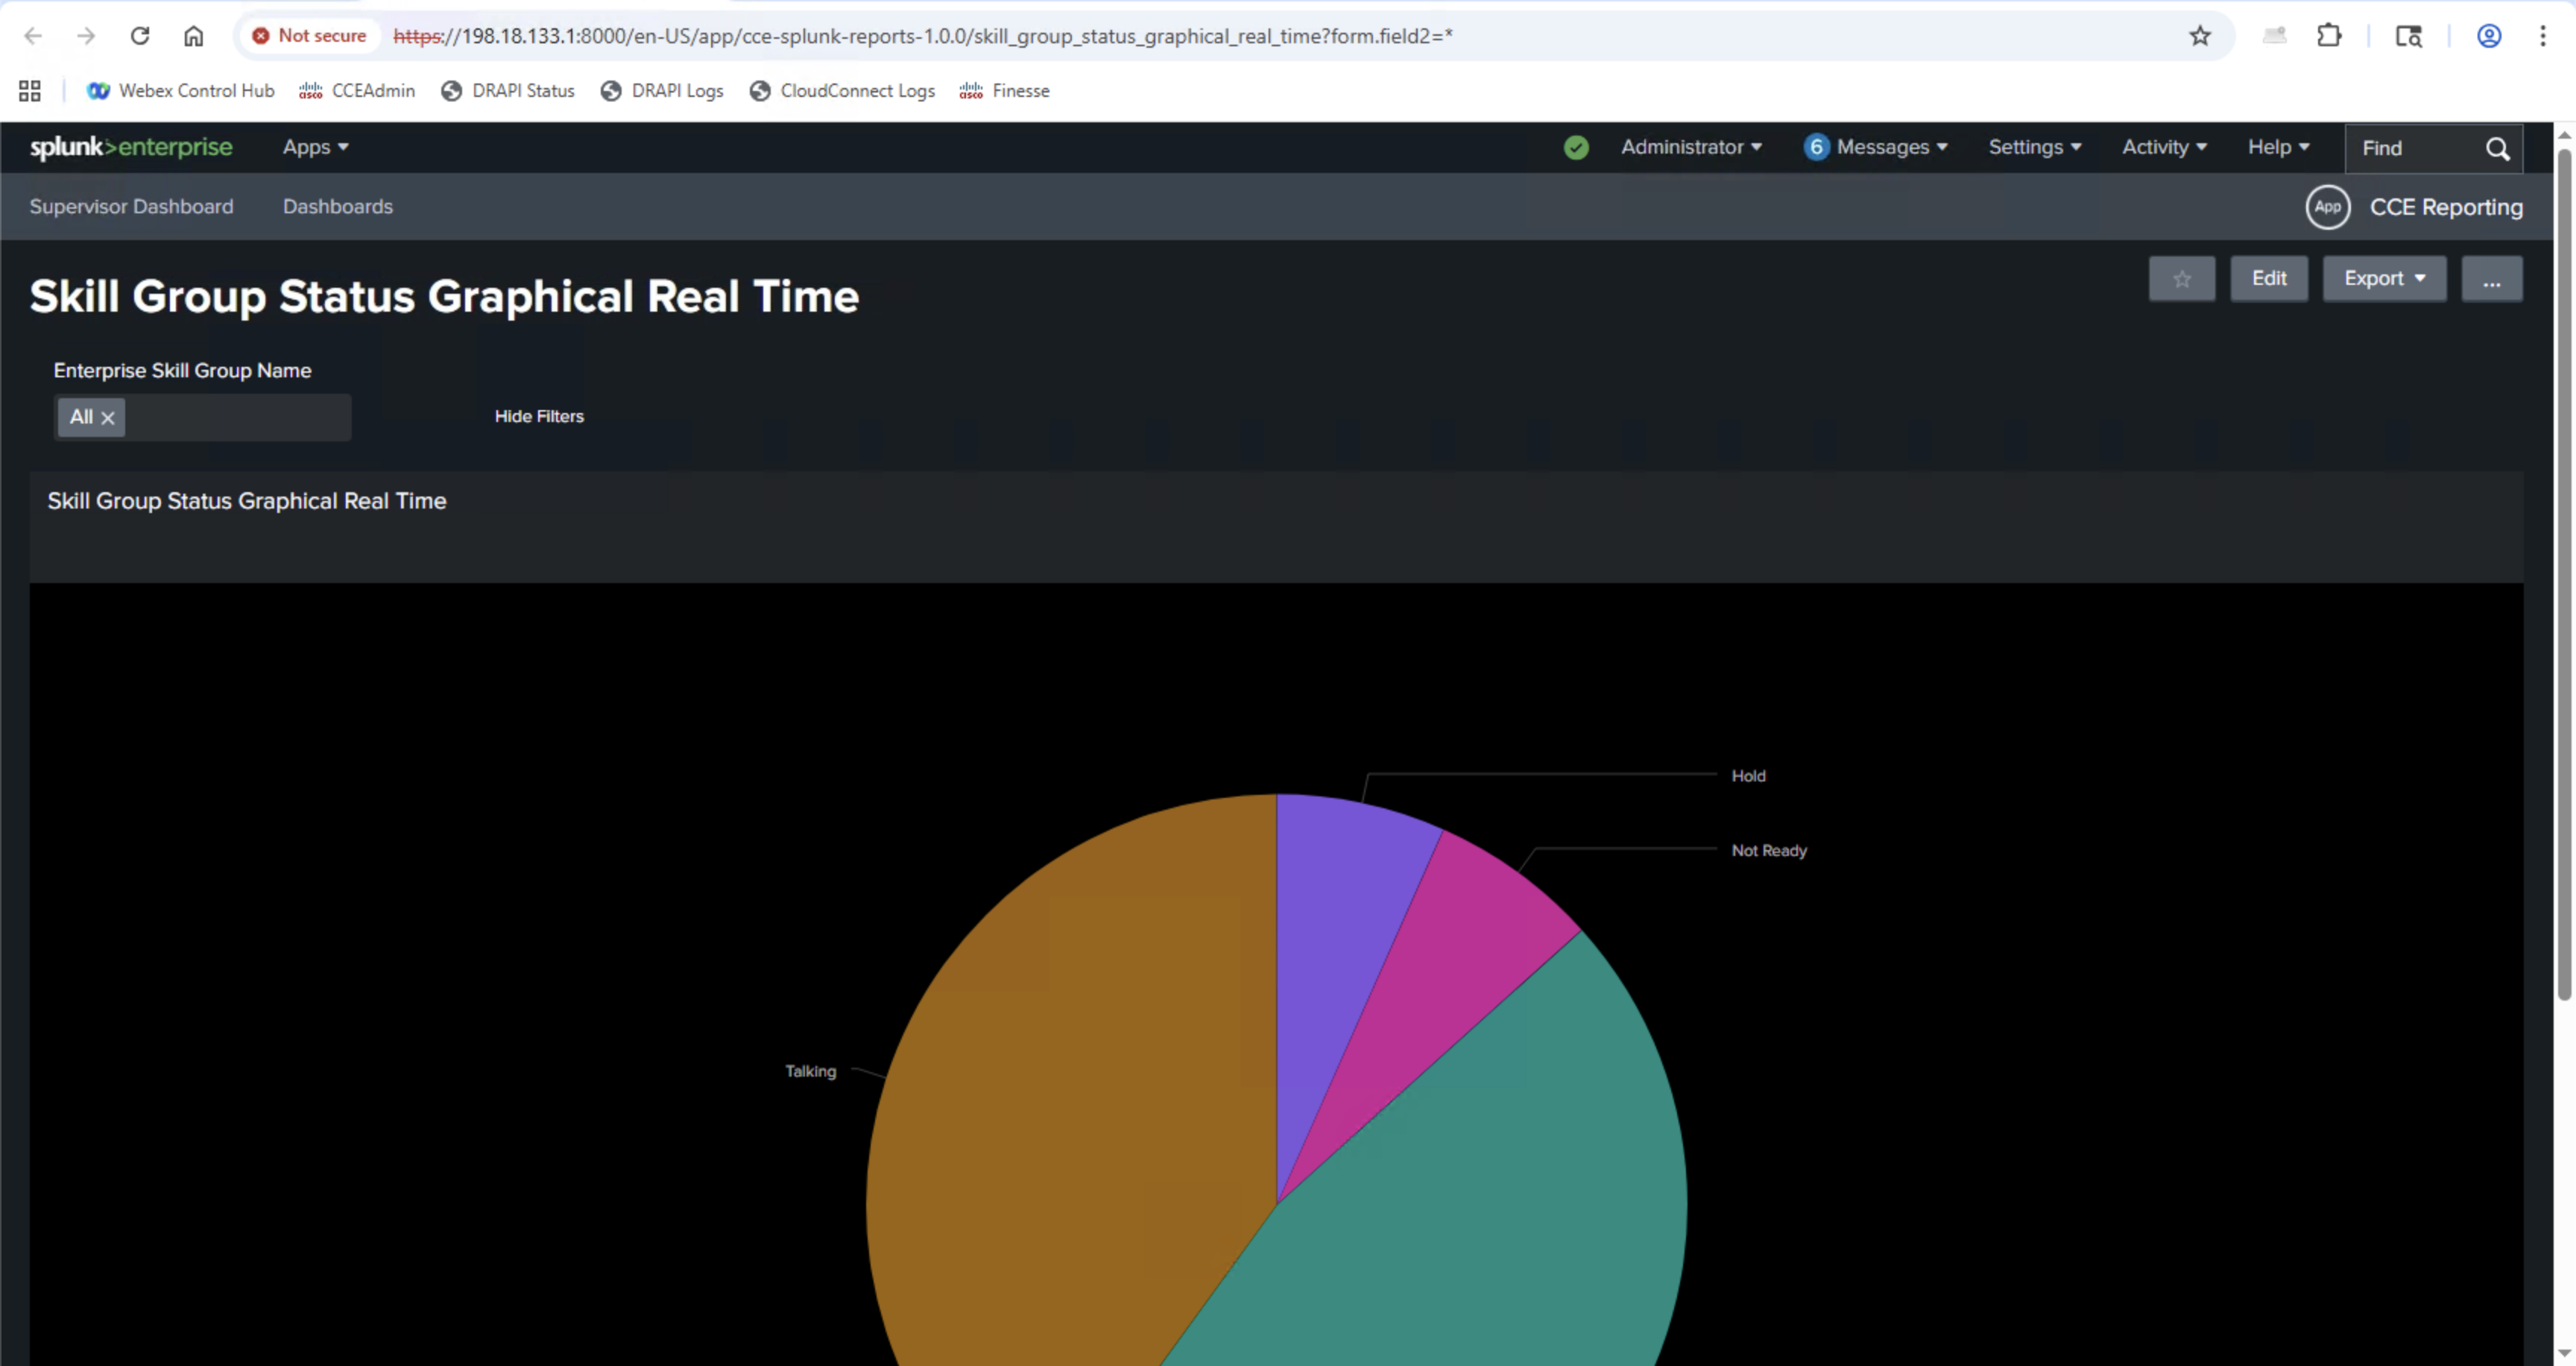 Not secure https://198.18.133.1:8000/en-US/app/cce-splunk-reports-1.0.0/skill_group_status_graphical_real_time?form.field2=*
Webex Control Hub CCEAdmin DRAPI Status DRAPI Logs CloudConnect Logs Finesse
splunk>enterprise Apps Administrator 6 Messages Settings Activity Help Find
Supervisor Dashboard Dashboards App CCE Reporting
Skill Group Status Graphical Real Time Edit Export ...
Enterprise Skill Group Name
All Hide Filters
Skill Group Status Graphical Real Time
Hold
Not Ready
Talking